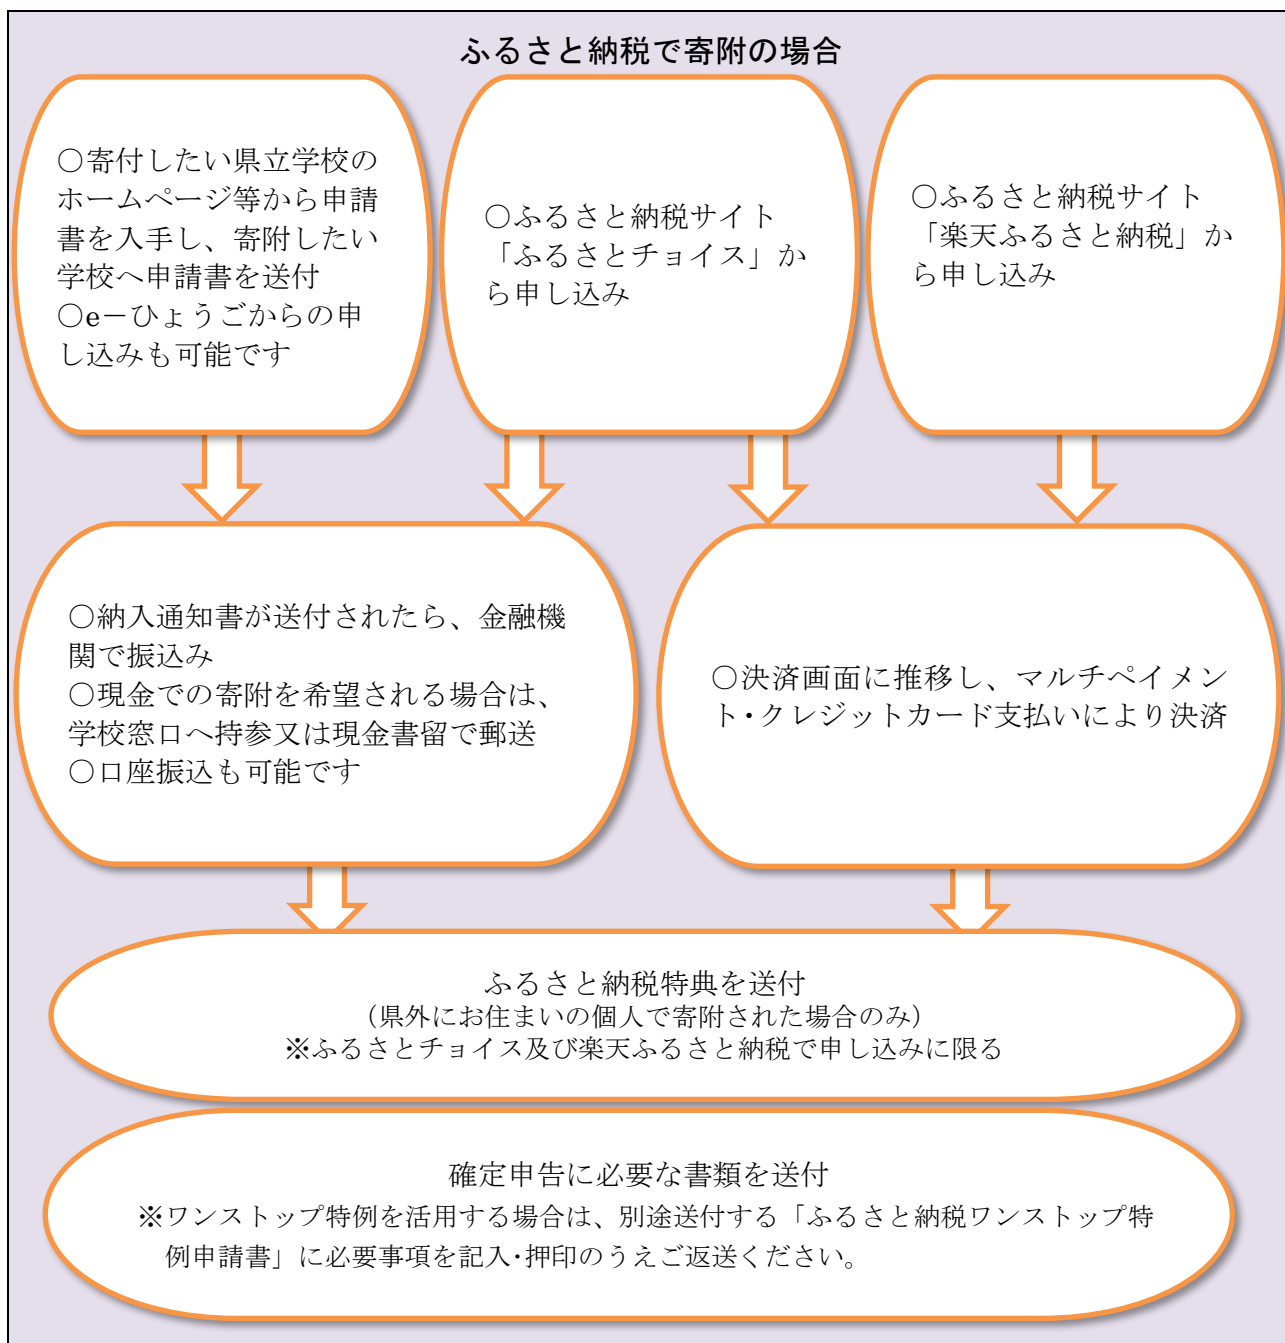 ふるさと納税で寄附の場合
○寄付したい県立学校の
ホームページ等から申請
書を入手し、寄附したい
学校へ申請書を送付
○e－ひょうごからの申
し込みも可能です
○ふるさと納税サイト
「ふるさとチョイス」か
ら申し込み
○ふるさと納税サイト
「楽天ふるさと納税」か
ら申し込み
○納入通知書が送付されたら、金融機
関で振込み
○現金での寄附を希望される場合は、
学校窓口へ持参又は現金書留で郵送
○口座振込も可能です
○決済画面に推移し、マルチペイメン
ト・クレジットカード支払いにより決済
ふるさと納税特典を送付
（県外にお住まいの個人で寄附された場合のみ）
※ふるさとチョイス及び楽天ふるさと納税で申し込みに限る
確定申告に必要な書類を送付
※ワンストップ特例を活用する場合は、別途送付する「ふるさと納税ワンストップ特
例申請書」に必要事項を記入・押印のうえご返送ください。